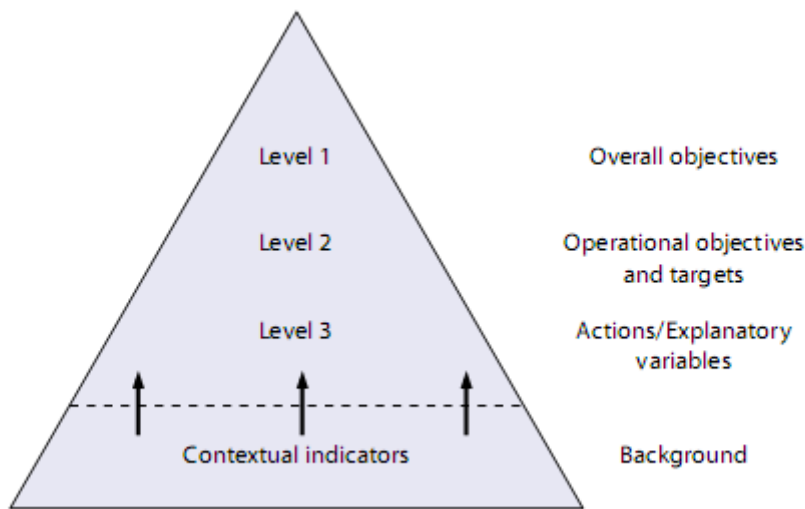 Level 1
Overall objectives
Level 2
Operational objectives
and targets
Level 3
Actions/Explanatory
variables
Contextual indicators
Background